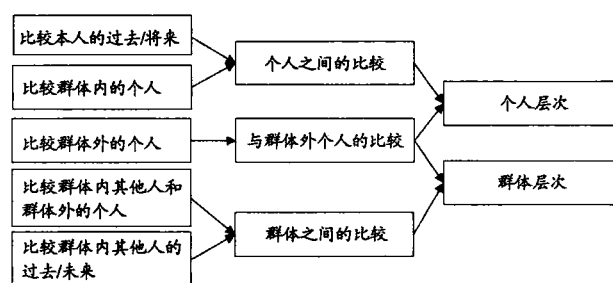 比较本人的过去/将来
比较群体内的个人
比较群体外的个人
比较群体内其他人和
群体外的个人
比较群体内其他人的
过去/未来
个人之间的比较
与群体外个人的比较
群体之间的比较
个人层次
群体层次